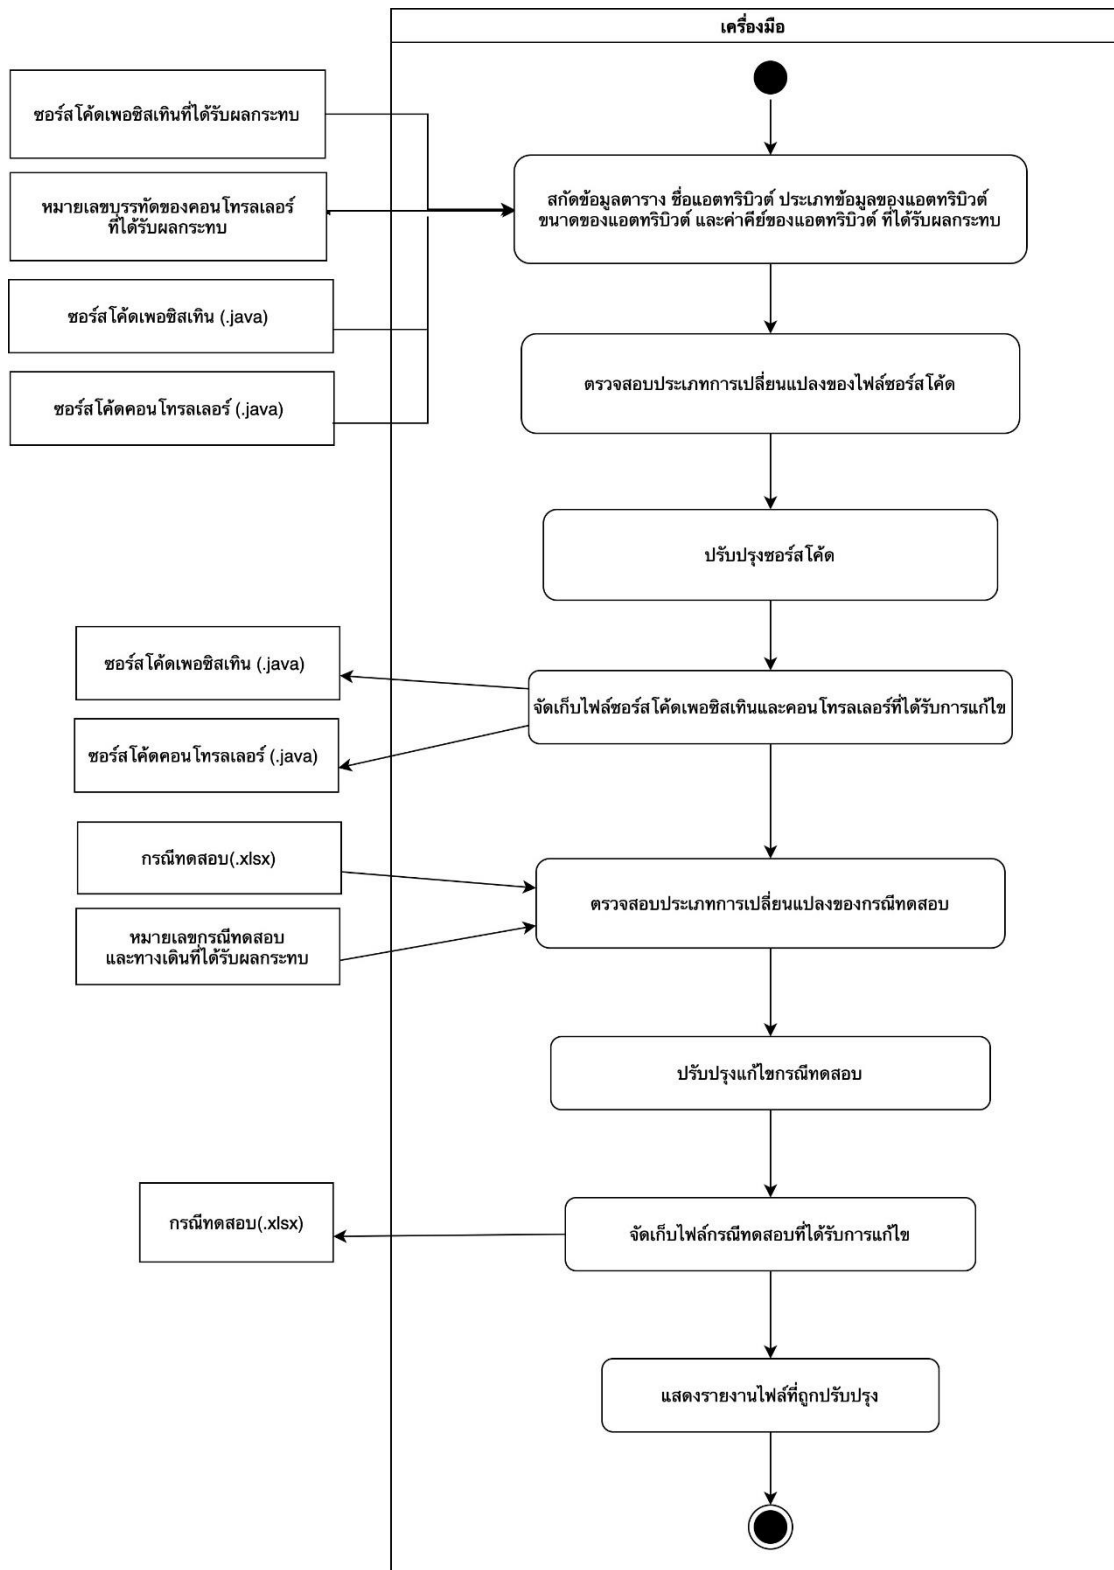 เครื่องมือ
ซอร์สโค้ดเพอซิสเทินที่ได้รับผลกระทบ
หมายเลขบรรทัดของคอนโทรลเลอร์
ที่ได้รับผลกระทบ
ซอร์สโค้ดเพอซิสเทิน (.java)
ซอร์สโค้ดคอนโทรลเลอร์ (.java)
สกัดข้อมูลตาราง ชื่อแอตทริบิวต์ ประเภทข้อมูลของแอตทริบิวต์
ขนาดของแอตทริบิวต์ และค่าคีย์ของแอตทริบิวต์ ที่ได้รับผลกระทบ
ตรวจสอบประเภทการเปลี่ยนแปลงของไฟล์ซอร์สโค้ด
ปรับปรุงซอร์สโค้ด
ซอร์สโค้ดเพอซิสเทิน (.java)
ซอร์สโค้ดคอนโทรลเลอร์ (.java)
จัดเก็บไฟล์ซอร์สโค้ดเพอซิสเทินและคอนโทรลเลอร์ที่ได้รับการแก้ไข
กรณีทดสอบ(.xlsx)
หมายเลขกรณีทดสอบ
และทางเดินที่ได้รับผลกระทบ
ตรวจสอบประเภทการเปลี่ยนแปลงของกรณีทดสอบ
ปรับปรุงแก้ไขกรณีทดสอบ
กรณีทดสอบ(.xlsx)
จัดเก็บไฟล์กรณีทดสอบที่ได้รับการแก้ไข
แสดงรายงานไฟล์ที่ถูกปรับปรุง